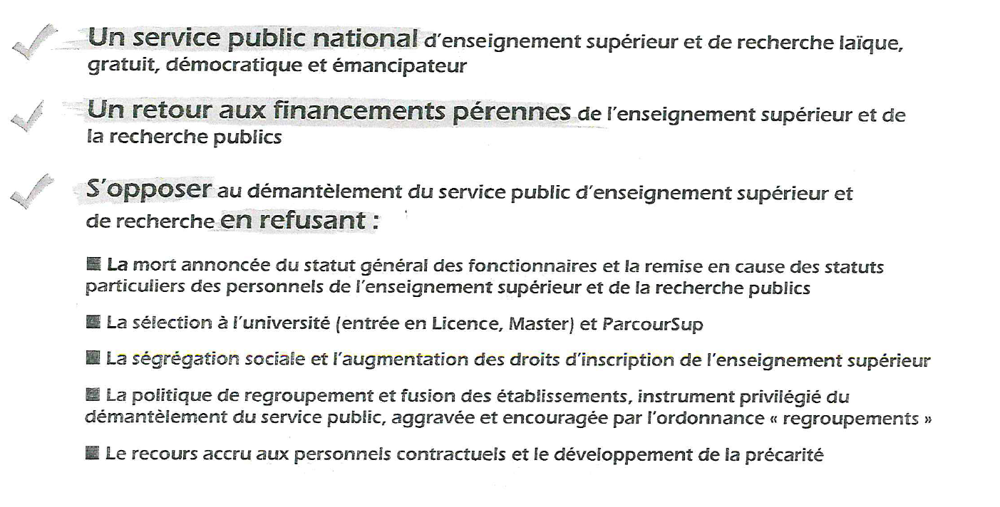 Un service public national d'enseignement supérieur et de recherche laïque,
gratuit, démocratique et émancipateur
Un retour aux financements pérennes de l'enseignement supérieur et de
la recherche publics
S'opposer au démantèlement du service public d'enseignement supérieur et
de recherche en refusant :
■ La mort annoncée du statut général des fonctionnaires et la remise en cause des statuts
particuliers des personnels de l'enseignement supérieur et de la recherche publics
■ La sélection à l'université (entrée en Licence, Master) et ParcourSup
■ La ségrégation sociale et l'augmentation des droits d'inscription de l'enseignement supérieur
■ La politique de regroupement et fusion des établissements, instrument privilégié du
démantèlement du service public, aggravée et encouragée par l'ordonnance « regroupements »
■ Le recours accru aux personnels contractuels et le développement de la précarité